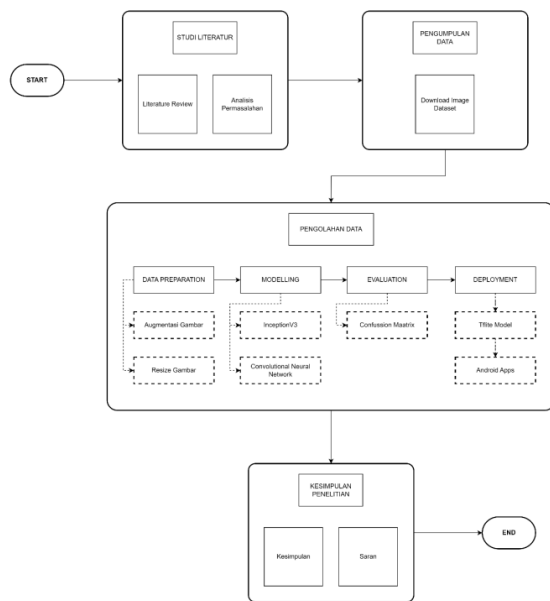 STUDI LITERATUR
PENGUMPULAN
DATA
START
Literature Review
Analisis
Permasalahan
Download Image
Dataset
PENGOLAHAN DATA
DATA PREPARATION
MODELLING
EVALUATION
DEPLOYMENT
Augmentasi Gambar
InceptionV3
Confussion Maatrix
Tflite Model
Resize Gambar
Convolutional Neural
Network
Android Apps
KESIMPULAN
PENELITIAN
Kesimpulan
Saran
END